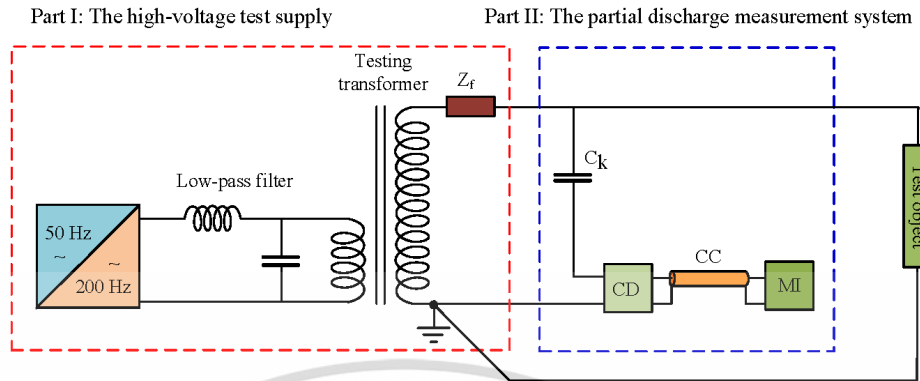 Part I: The high-voltage test supply
Part II: The partial discharge measurement system
Testing
transformer
Zf
Ck
Low-pass filter
50 Hz
~
~
200 Hz
CC
CD
MI
Test object